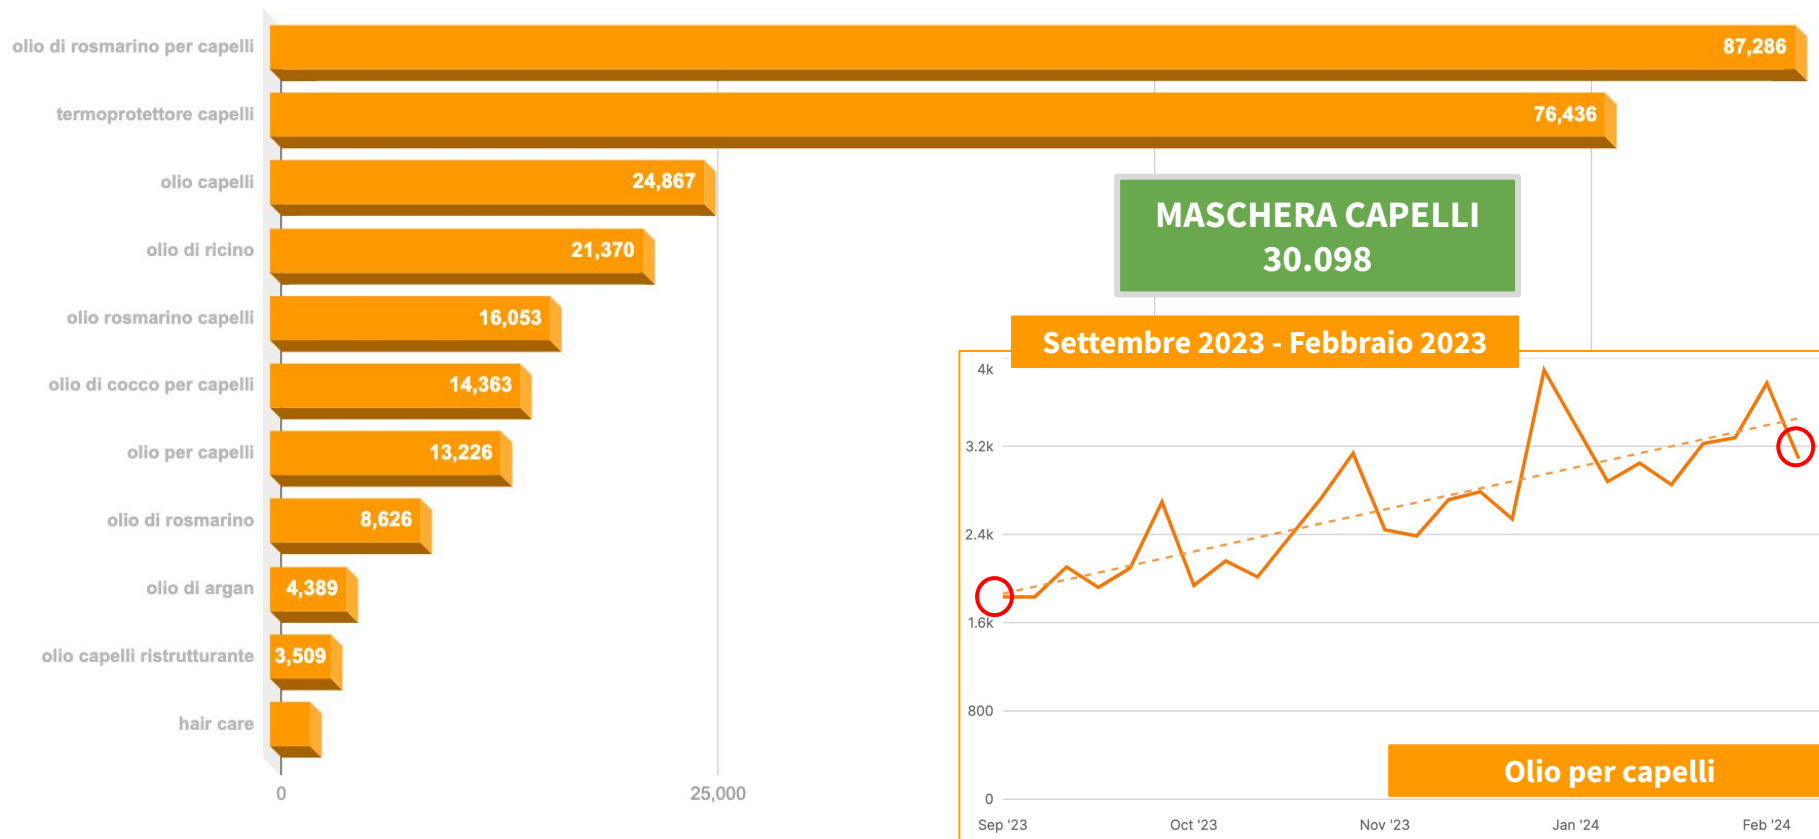 olio di rosmarino per capelli
87,286
termoprotettore capelli
76,436
olio capelli
24,867
olio di ricino
21,370
olio rosmarino capelli
16,053
olio di cocco per capelli
14,363
olio per capelli
13,226
olio di rosmarino
8,626
olio di argan
4,389
olio capelli ristrutturante
3,509
hair care
0
25,000
MASCHERA CAPELLI
30.098
Settembre 2023 - Febbraio 2023
4k
3.2k
2.4k
1.6k
800
0
Olio per capelli
Sep '23
Oct '23
Nov '23
Jan '24
Feb '24